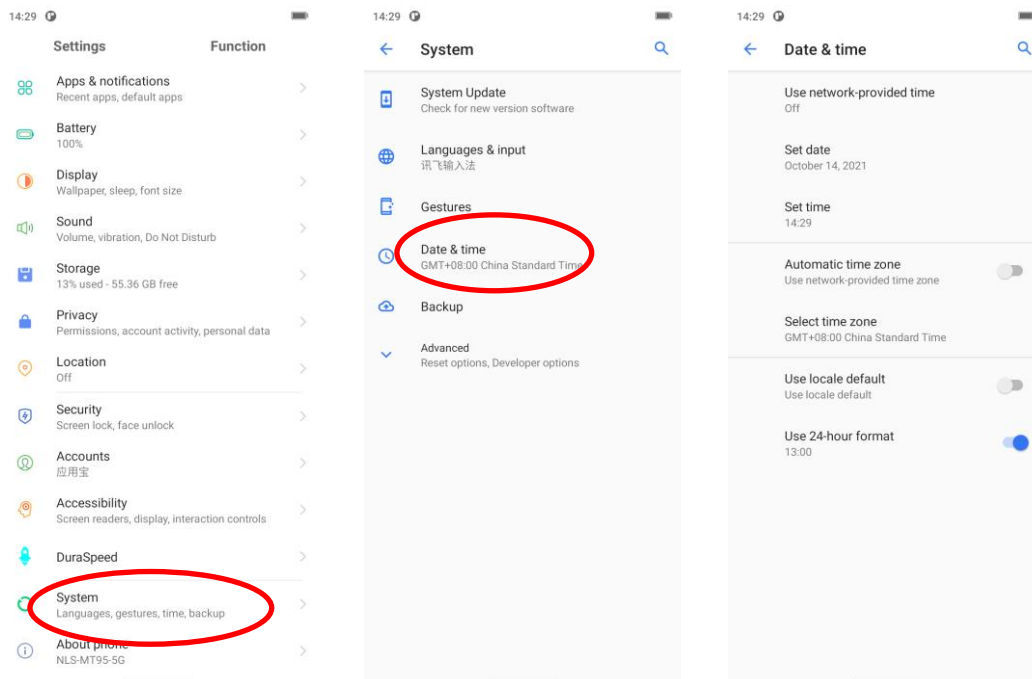 14:29
Settings Function
Apps & notifications
Recent apps, default apps
Battery
100%
Display
Wallpaper, sleep, font size
Sound
Volume, vibration, Do Not Disturb
Storage
13% used - 55.36 GB free
Privacy
Permissions, account activity, personal data
Location
Off
Security
Screen lock, face unlock
Accounts
应用宝
Accessibility
Screen readers, display, interaction controls
DuraSpeed
System
Languages, gestures, time, backup
About phone
NLS-MT95-5G
14:29
System
System Update
Check for new version software
Languages & input
讯飞输入法
Gestures
Date & time
GMT+08:00 China Standard Time
Backup
Advanced
Reset options, Developer options
14:29
Date & time
Use network-provided time
Off
Set date
October 14, 2021
Set time
14:29
Automatic time zone
Use network-provided time zone
Select time zone
GMT+08:00 China Standard Time
Use locale default
Use locale default
Use 24-hour format
13:00